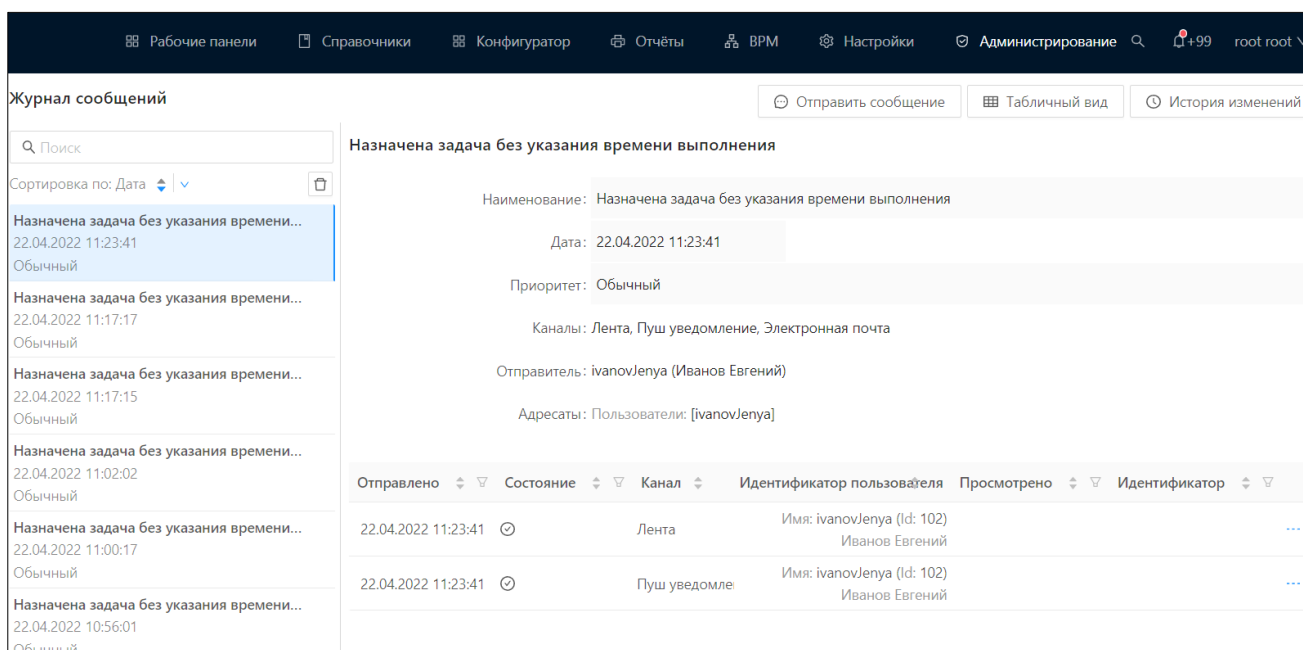 Рабочие панели Справочники Конфигуратор Отчёты BPM Настройки Администрирование +99 root root
Журнал сообщений
Отправить сообщение Табличный вид История изменений
Поиск
Сортировка по: Дата
Назначена задача без указания времени...
22.04.2022 11:23:41
Обычный
Назначена задача без указания времени...
22.04.2022 11:17:17
Обычный
Назначена задача без указания времени...
22.04.2022 11:17:15
Обычный
Назначена задача без указания времени...
22.04.2022 11:02:02
Обычный
Назначена задача без указания времени...
22.04.2022 11:00:17
Обычный
Назначена задача без указания времени...
22.04.2022 10:56:01
Обычный
Назначена задача без указания времени выполнения
Наименование: Назначена задача без указания времени выполнения
Дата: 22.04.2022 11:23:41
Приоритет: Обычный
Каналы: Лента, Пуш уведомление, Электронная почта
Отправитель: ivanovJenya (Иванов Евгений)
Адресаты: Пользователи: [ivanovJenya]
Отправлено Состояние Канал Идентификатор пользователя Просмотрено Идентификатор
22.04.2022 11:23:41 Лента Имя: ivanovJenya (Id: 102)
Иванов Евгений
22.04.2022 11:23:41 Пуш уведомле Имя: ivanovJenya (Id: 102)
Иванов Евгений